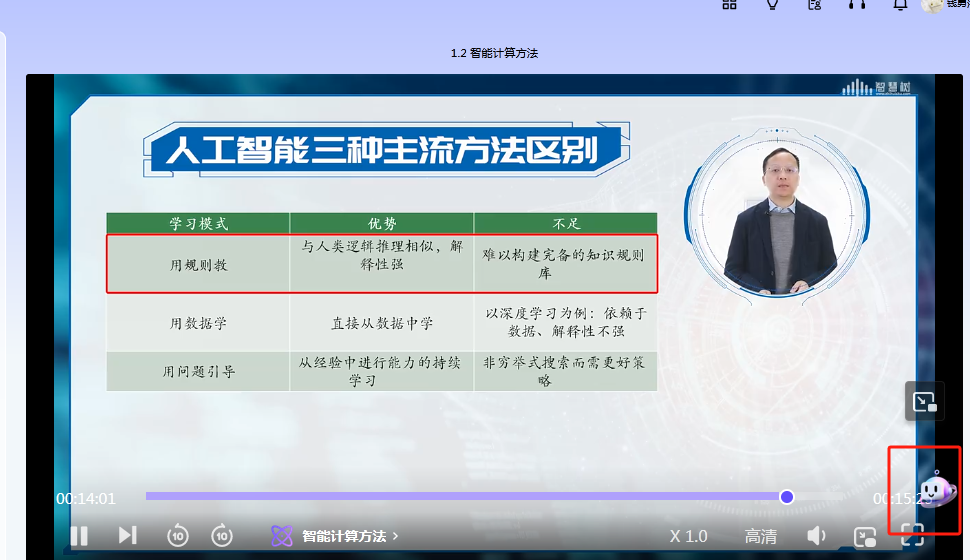 1.2 智能计算方法
智慧树
人工智能三种主流方法区别
学习模式 优势 不足
用规则教 与人类逻辑推理相似，解释性强 难以构建完备的知识规则库
用数据学 直接从数据中学 以深度学习为例：依赖于数据、解释性不强
用问题引导 从经验中进行能力的持续学习 非穷举式搜索而需更好策略
00:14:01
10 10 智能计算方法 › X 1.0 高清